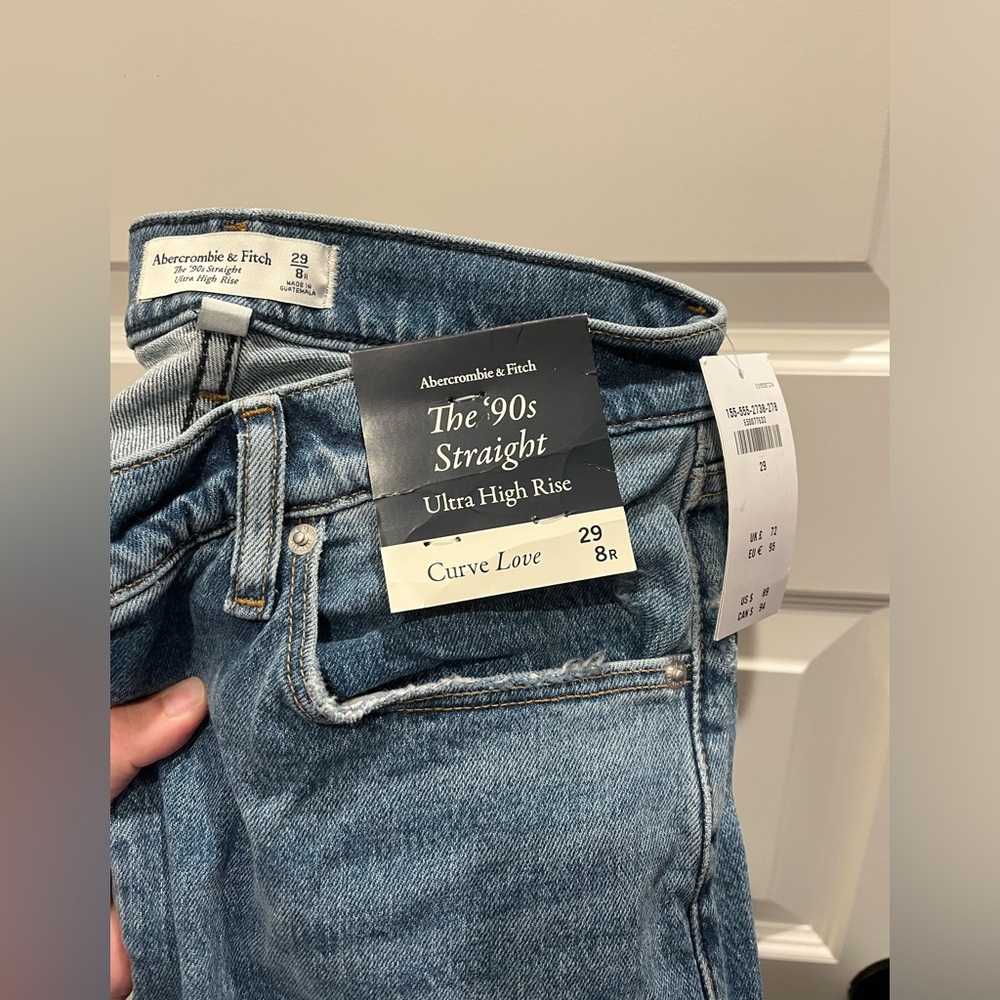 Abercrombie & Fitch
The '90s Straight
Ultra High Rise
29
8R
MADE IN
GUATEMALA
Abercrombie & Fitch
The '90s
Straight
Ultra High Rise
Curve Love
29
8R
155-555-2738-278
29
UK £ 72
EU € 95
US $ 89
CAN $ 94